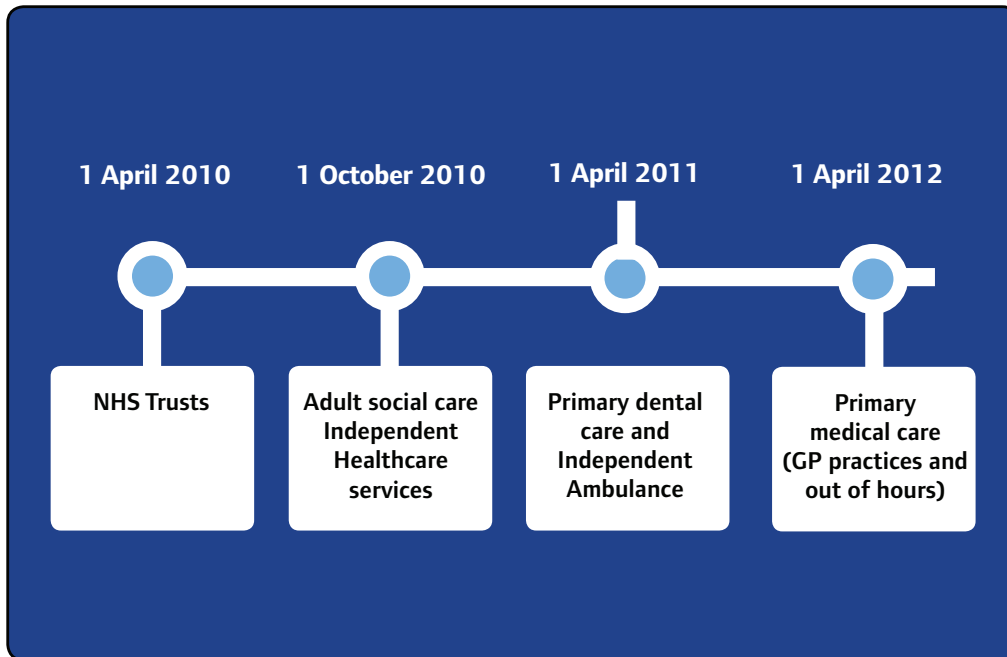 1 April 2010
1 October 2010
1 April 2011
1 April 2012
NHS Trusts
Adult social care
Independent
Healthcare
services
Primary dental
care and
Independent
Ambulance
Primary
medical care
(GP practices and
out of hours)